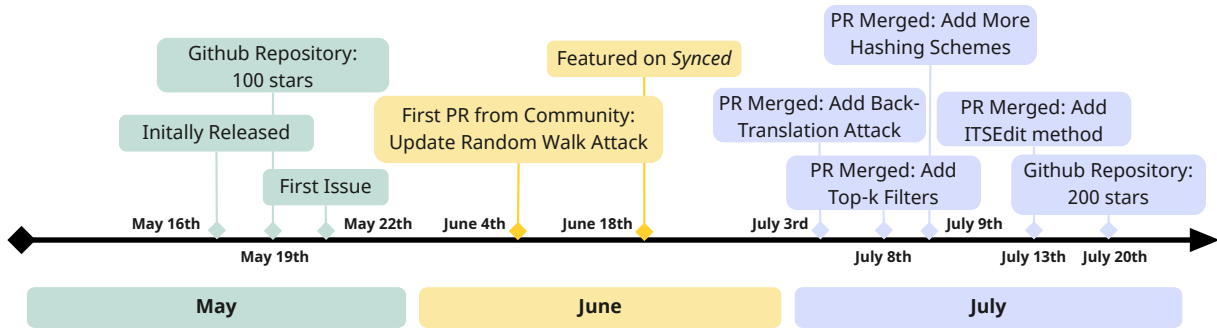 PR Merged: Add More
Hashing Schemes
Github Repository:
100 stars
Featured on Synced
Initally Released
First PR from Community:
Update Random Walk Attack
PR Merged: Add Back-
Translation Attack
PR Merged: Add
ITSEdit method
First Issue
PR Merged: Add
Top-k Filters
Github Repository:
200 stars
May 16th
May 22th
June 4th
June 18th
July 3rd
July 9th
May 19th
July 8th
July 13th
July 20th
May
June
July